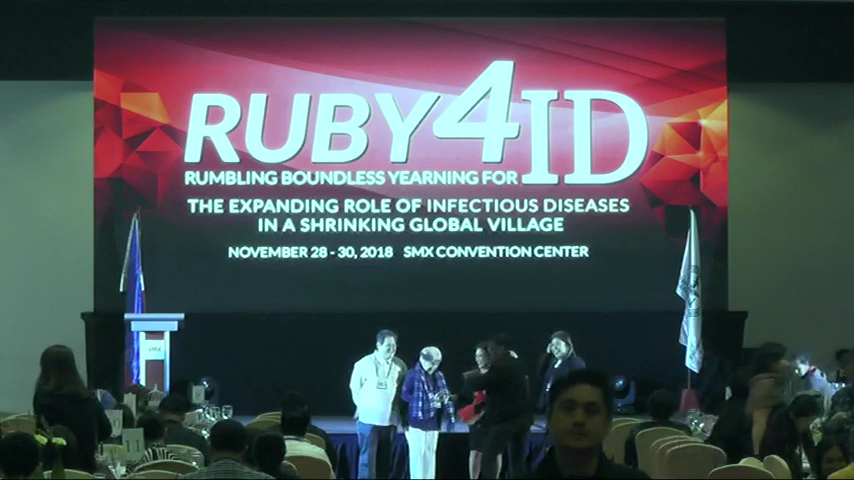 RUBY4ID
RUMBLING BOUNDLESS YEARNING FOR
THE EXPANDING ROLE OF INFECTIOUS DISEASES
IN A SHRINKING GLOBAL VILLAGE
NOVEMBER 28 - 30, 2018 SMX CONVENTION CENTER